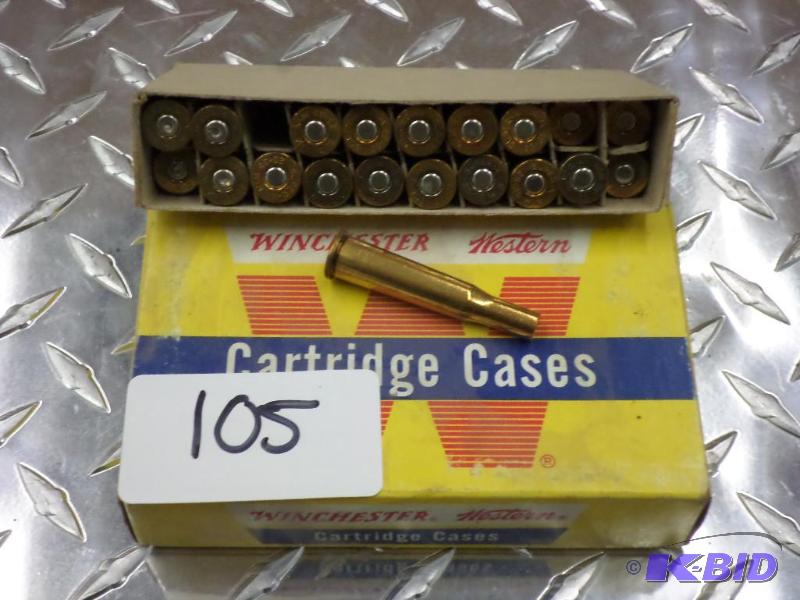 WINCHESTER Western
Cartridge Cases
W ®
105
WINCHESTER Western
Cartridge Cases
© K-BID